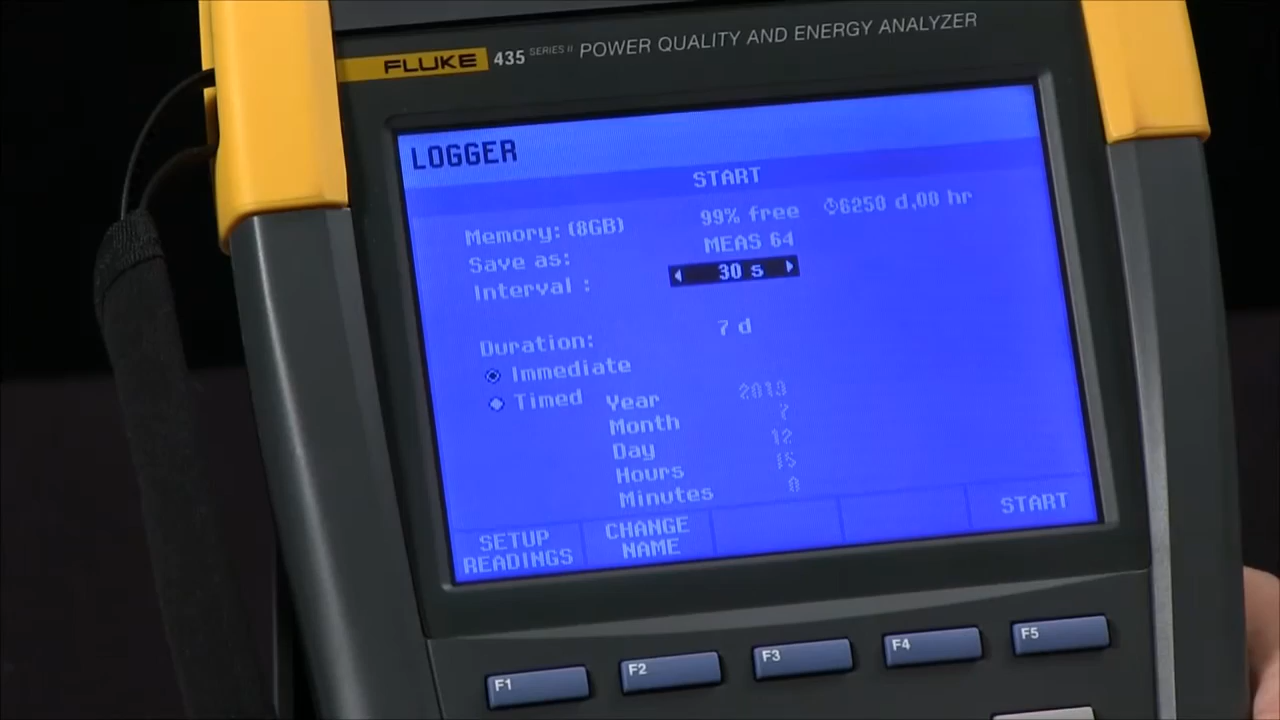 FLUKE 435 SERIES II POWER QUALITY AND ENERGY ANALYZER
LOGGER
START
Memory: (8GB) 99% free 6250 d,00 hr
Save as: MEAS 64
Interval : 30 s
Duration: 7 d
Immediate
Timed
Year 2013
Month 7
Day 12
Hours 15
Minutes
SETUP READINGS
CHANGE NAME
START
F1 F2 F3 F4 F5